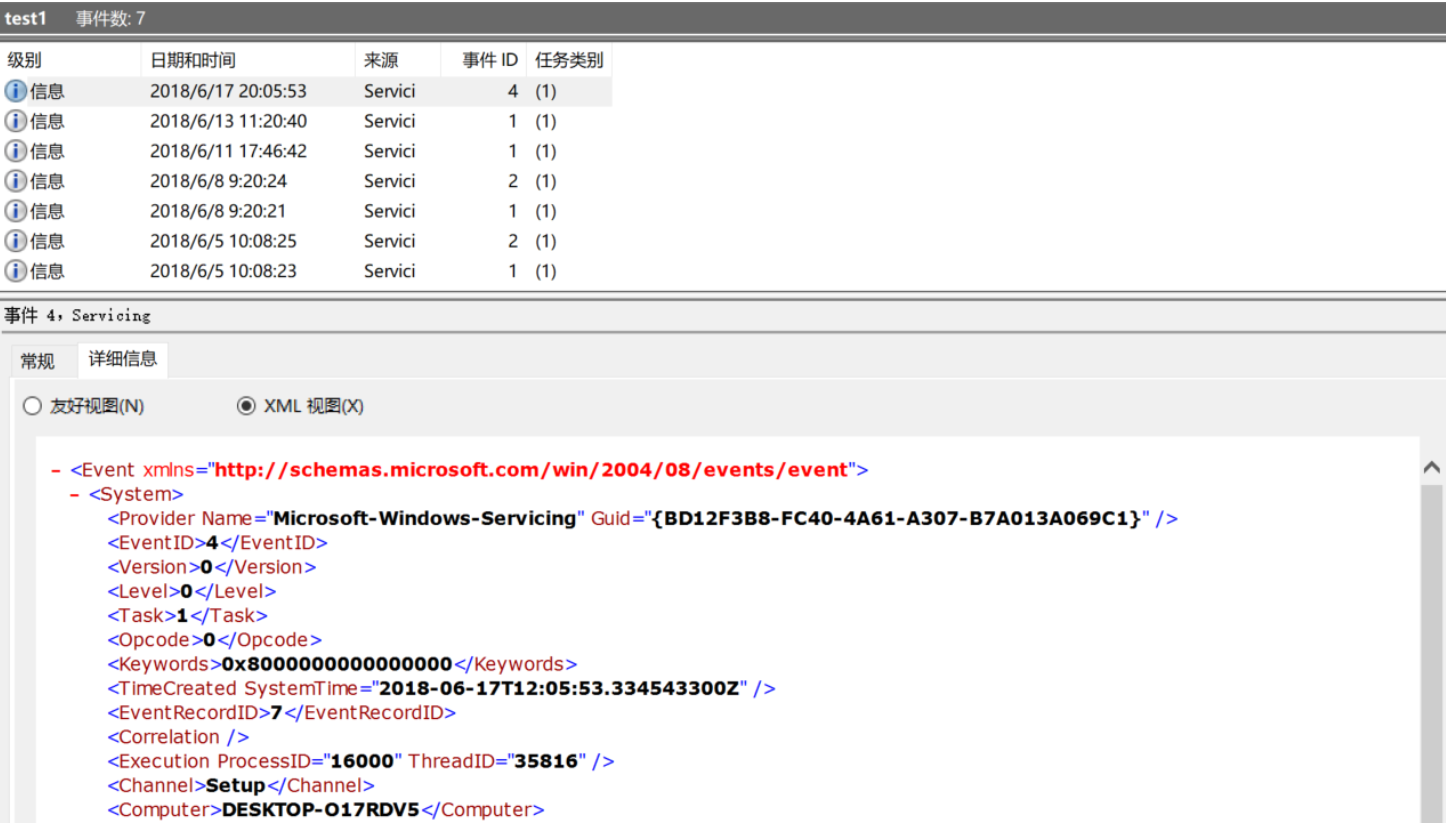 test1 事件数: 7
级别 日期和时间 来源 事件 ID 任务类别
信息 2018/6/17 20:05:53 Servici 4 (1)
信息 2018/6/13 11:20:40 Servici 1 (1)
信息 2018/6/11 17:46:42 Servici 1 (1)
信息 2018/6/8 9:20:24 Servici 2 (1)
信息 2018/6/8 9:20:21 Servici 1 (1)
信息 2018/6/5 10:08:25 Servici 2 (1)
信息 2018/6/5 10:08:23 Servici 1 (1)
事件 4，Servicing
常规 详细信息
友好视图(N) XML 视图(X)
- <Event xmlns="http://schemas.microsoft.com/win/2004/08/events/event">
- <System>
<Provider Name="Microsoft-Windows-Servicing" Guid="{BD12F3B8-FC40-4A61-A307-B7A013A069C1}" />
<EventID>4</EventID>
<Version>0</Version>
<Level>0</Level>
<Task>1</Task>
<Opcode>0</Opcode>
<Keywords>0x8000000000000000</Keywords>
<TimeCreated SystemTime="2018-06-17T12:05:53.334543300Z" />
<EventRecordID>7</EventRecordID>
<Correlation />
<Execution ProcessID="16000" ThreadID="35816" />
<Channel>Setup</Channel>
<Computer>DESKTOP-O17RDV5</Computer>